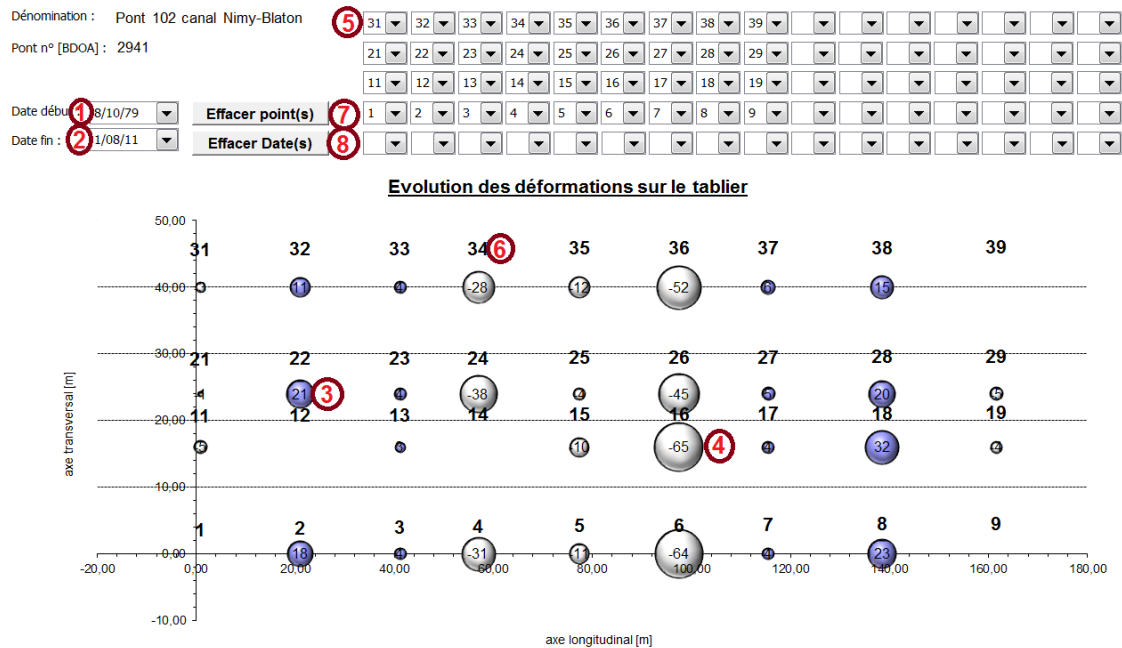 Dénomination : Pont 102 canal Nimy-Blaton 5 31 32 33 34 35 36 37 38 39
Pont nº [BDOA] : 2941 21 22 23 24 25 26 27 28 29
11 12 13 14 15 16 17 18 19
Date débu 1 8/10/79 Effacer point(s) 7 1 2 3 4 5 6 7 8 9
Date fin : 2 1/08/11 Effacer Date(s) 8
Evolution des déformations sur le tablier
50,00
31 32 33 34 6 35 36 37 38 39
40,00 3 11 4 -28 -12 -52 6 15
30,00
21 22 23 24 25 26 27 28 29
21 3 4 -38 -4 -45 5 20 -5
20,00
11 12 13 14 15 16 17 18 19
-5 3 -10 -65 4 4 32 -4
10,00
1 2 3 4 5 6 7 8 9
0,00 18 4 -31 -11 -64 4 23
-20,00 0,00 20,00 40,00 60,00 80,00 100,00 120,00 140,00 160,00 180,00
-10,00
axe transversal [m]
axe longitudinal [m]